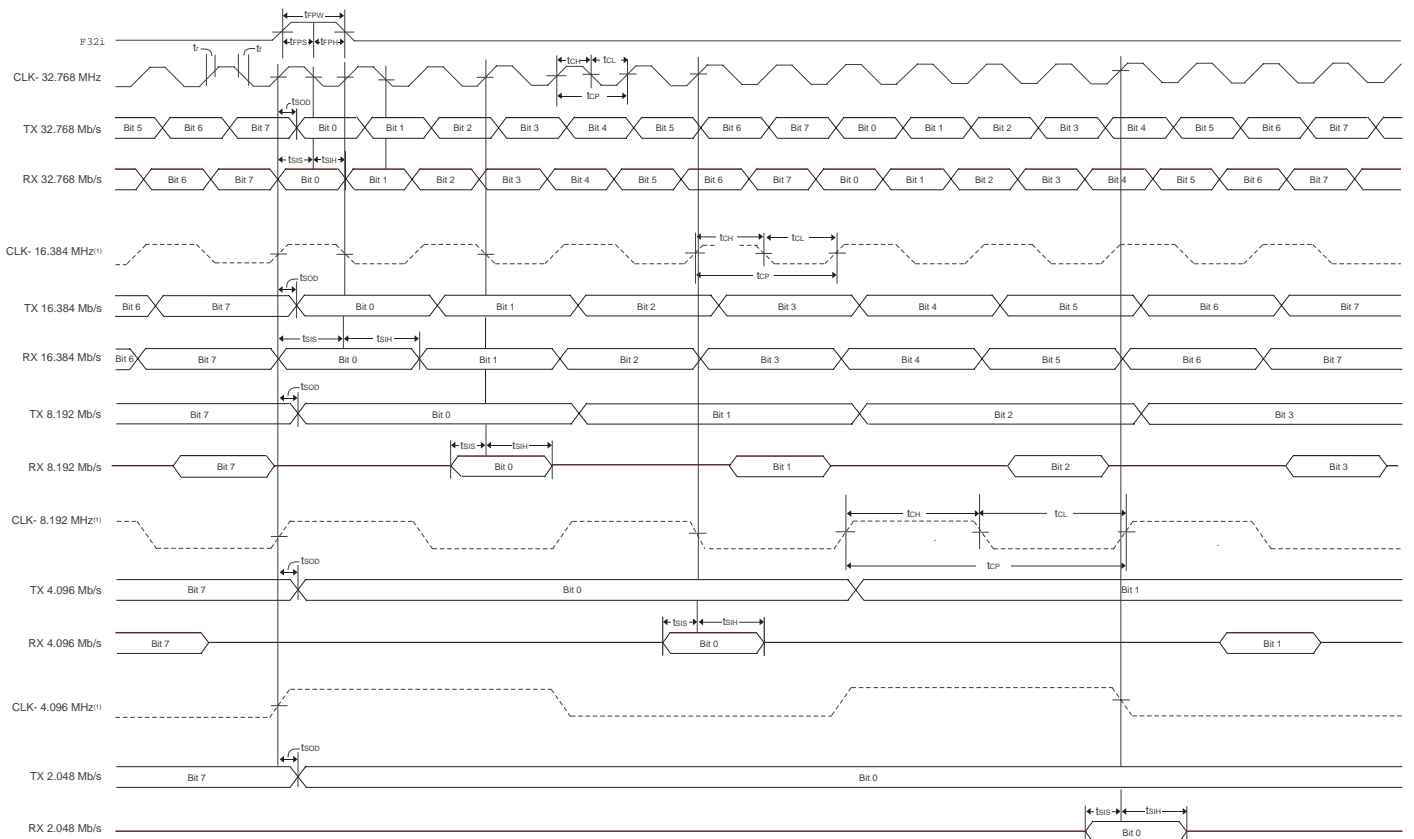 tFPW
F32i
tFPS tFPH
tr tf
CLK- 32.768 MHz
tCH tCL
tCP
tSOD
TX 32.768 Mb/s Bit 5 Bit 6 Bit 7 Bit 0 Bit 1 Bit 2 Bit 3 Bit 4 Bit 5 Bit 6 Bit 7 Bit 0 Bit 1 Bit 2 Bit 3 Bit 4 Bit 5 Bit 6 Bit 7
tSIS tSIH
RX 32.768 Mb/s Bit 6 Bit 7 Bit 0 Bit 1 Bit 2 Bit 3 Bit 4 Bit 5 Bit 6 Bit 7 Bit 0 Bit 1 Bit 2 Bit 3 Bit 4 Bit 5 Bit 6 Bit 7
tCH tCL
CLK- 16.384 MHz(1)
tCP
tSOD
TX 16.384 Mb/s Bit 6 Bit 7 Bit 0 Bit 1 Bit 2 Bit 3 Bit 4 Bit 5 Bit 6 Bit 7
tSIS tSIH
RX 16.384 Mb/s Bit 6 Bit 7 Bit 0 Bit 1 Bit 2 Bit 3 Bit 4 Bit 5 Bit 6 Bit 7
tSOD
TX 8.192 Mb/s Bit 7 Bit 0 Bit 1 Bit 2 Bit 3
tSIS tSIH
RX 8.192 Mb/s Bit 7 Bit 0 Bit 1 Bit 2 Bit 3
tCH tCL
CLK- 8.192 MHz(1)
tCP
tSOD
TX 4.096 Mb/s Bit 7 Bit 0 Bit 1
tSIS tSIH
RX 4.096 Mb/s Bit 7 Bit 0 Bit 1
CLK- 4.096 MHz(1)
tSOD
TX 2.048 Mb/s Bit 7 Bit 0
tSIS tSIH
RX 2.048 Mb/s Bit 0